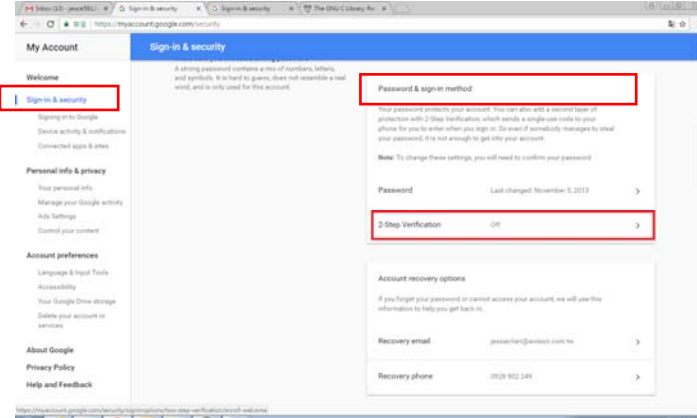 Sign-in & security
Sign-in & security
The GNU C Library: Re
https://myaccount.google.com/security
My Account
Sign-in & security
A strong password contains a mix of numbers, letters,
and symbols. It is hard to guess, does not resemble a real
word, and is only used for this account.
Welcome
Sign-in & security
Signing in to Google
Device activity & notifications
Connected apps & sites
Personal info & privacy
Your personal info
Manage your Google activity
Ads Settings
Control your content
Account preferences
Language & Input Tools
Accessibility
Your Google Drive storage
Delete your account or
services
About Google
Privacy Policy
Help and Feedback
Password & sign-in method
Your password protects your account. You can also add a second layer of
protection with 2-Step Verification, which sends a single-use code to your
phone for you to enter when you sign in. So even if somebody manages to steal
your password, it is not enough to get into your account.
Note: To change these settings, you will need to confirm your password.
Password Last changed: November 5, 2013
2-Step Verification Off
Account recovery options
If you forget your password or cannot access your account, we will use this
information to help you get back in.
Recovery email
Recovery phone 0928 902 249
https://myaccount.google.com/security/signinoptions/two-step-verification/enroll-welcome